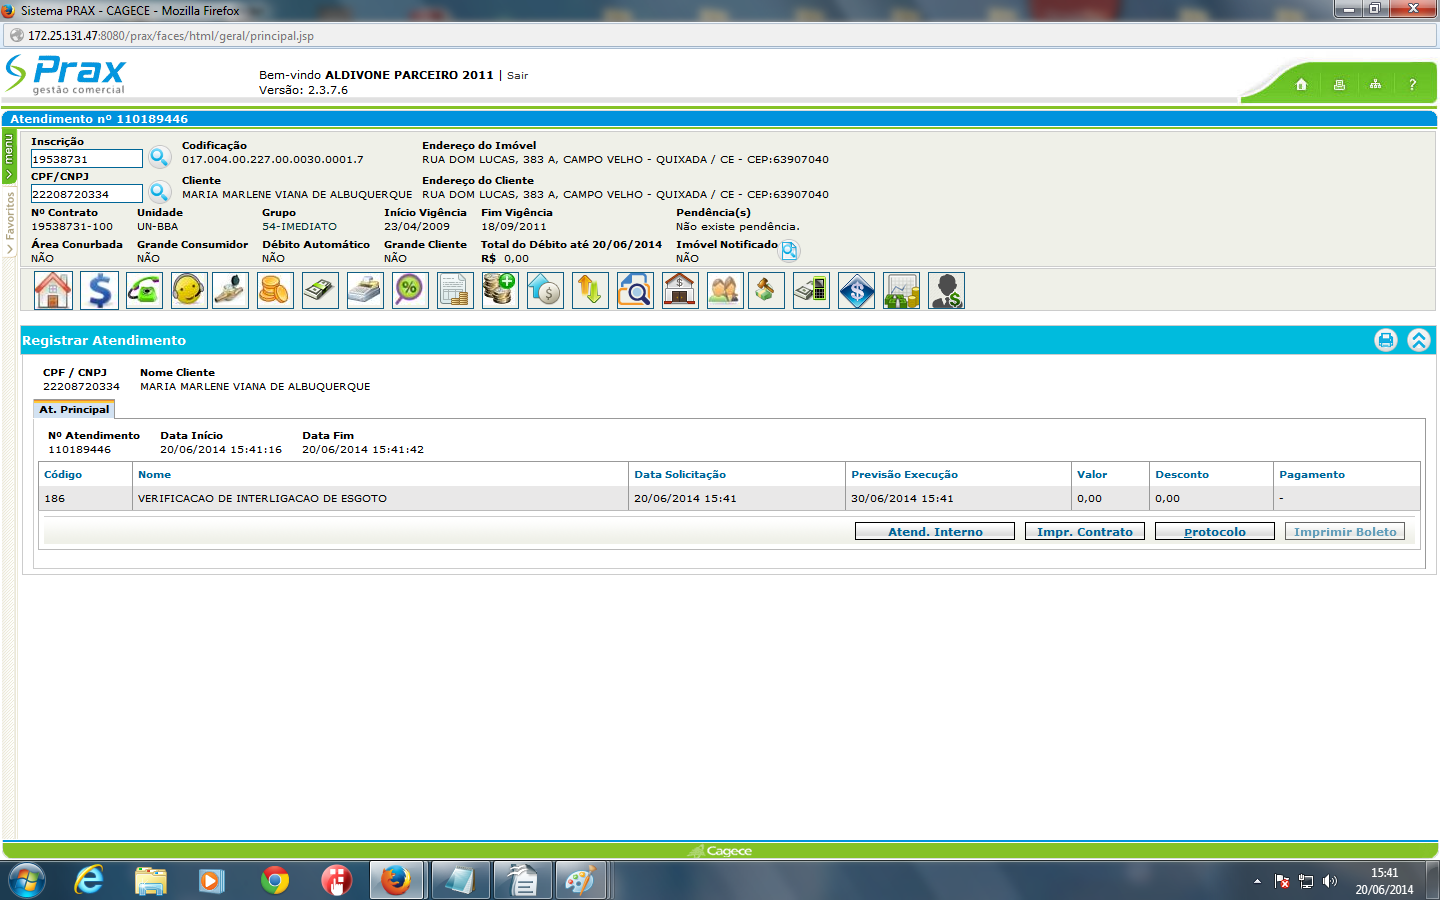 Sistema PRAX - CAGECE - Mozilla Firefox
172.25.131.47:8080/prax/faces/html/geral/principal.jsp
Prax
gestão comercial
Bem-vindo ALDIVONE PARCEIRO 2011 | Sair
Versão: 2.3.7.6
?
Atendimento nº 110189446
menu
Favoritos
Inscrição
19538731
Codificação
017.004.00.227.00.0030.0001.7
Endereço do Imóvel
RUA DOM LUCAS, 383 A, CAMPO VELHO - QUIXADA / CE - CEP:63907040
CPF/CNPJ
22208720334
Cliente
MARIA MARLENE VIANA DE ALBUQUERQUE
Endereço do Cliente
RUA DOM LUCAS, 383 A, CAMPO VELHO - QUIXADA / CE - CEP:63907040
Nº Contrato Unidade Grupo Início Vigência Fim Vigência Pendência(s)
19538731-100 UN-BBA 54-IMEDIATO 23/04/2009 18/09/2011 Não existe pendência.
Área Conurbada Grande Consumidor Débito Automático Grande Cliente Total do Débito até 20/06/2014 Imóvel Notificado
NÃO NÃO NÃO NÃO R$ 0,00 NÃO
Registrar Atendimento
CPF / CNPJ Nome Cliente
22208720334 MARIA MARLENE VIANA DE ALBUQUERQUE
At. Principal
Nº Atendimento Data Início Data Fim
110189446 20/06/2014 15:41:16 20/06/2014 15:41:42
Código Nome Data Solicitação Previsão Execução Valor Desconto Pagamento
186 VERIFICACAO DE INTERLIGACAO DE ESGOTO 20/06/2014 15:41 30/06/2014 15:41 0,00 0,00 -
Atend. Interno Impr. Contrato Protocolo Imprimir Boleto
Cagece
15:41
20/06/2014